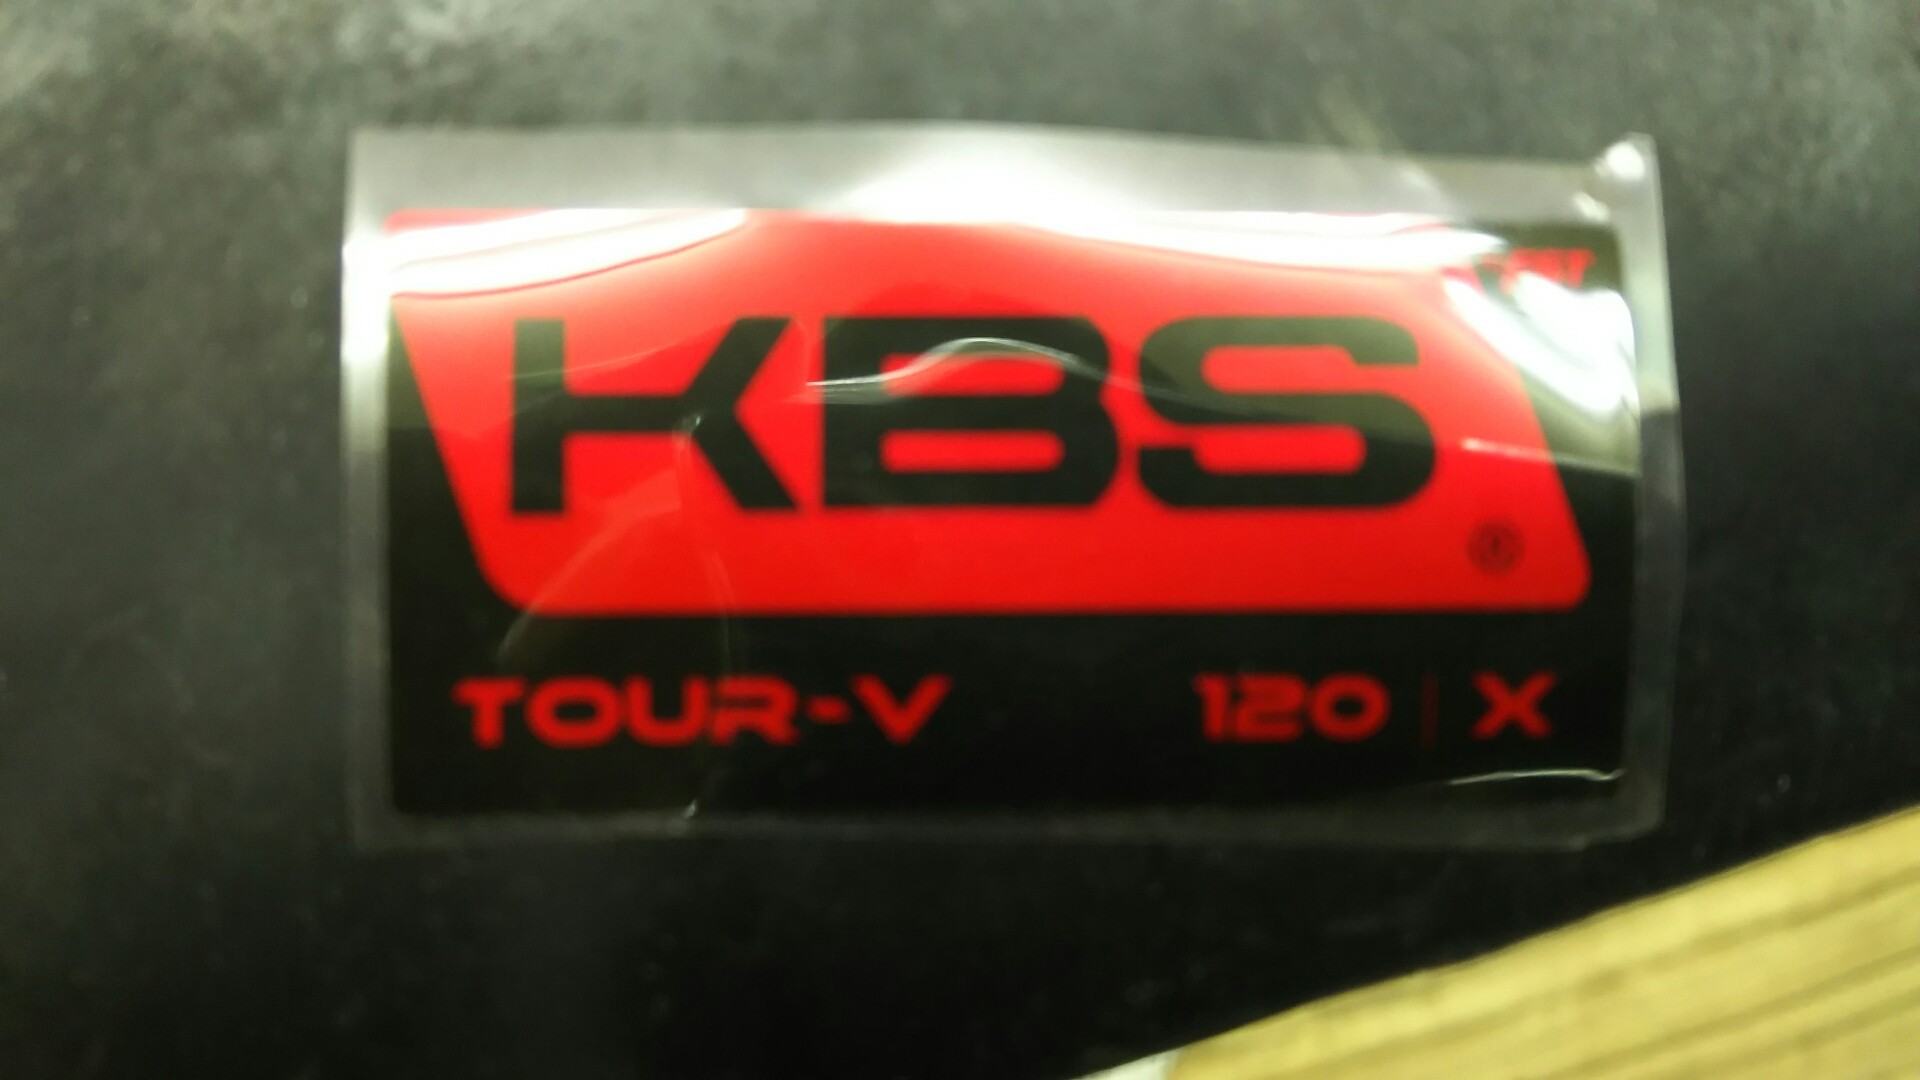 KBS
®
TOUR-V 120 | X